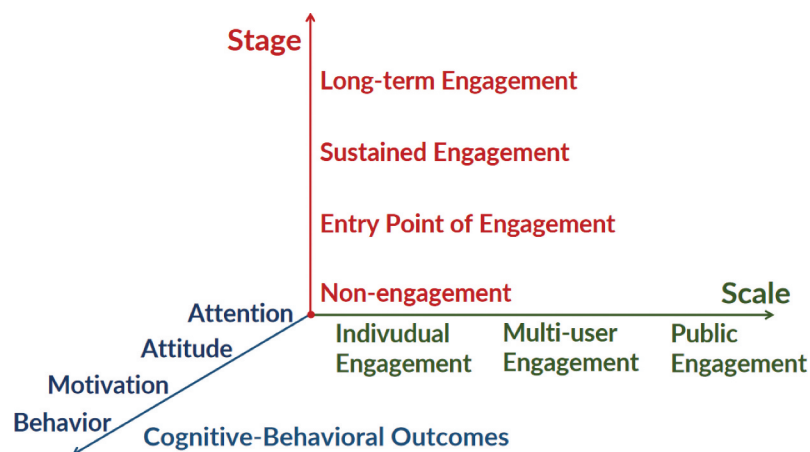 Stage
Long-term Engagement
Sustained Engagement
Entry Point of Engagement
Non-engagement
Scale
Indivudual
Engagement
Multi-user
Engagement
Public
Engagement
Attention
Attitude
Motivation
Behavior
Cognitive-Behavioral Outcomes